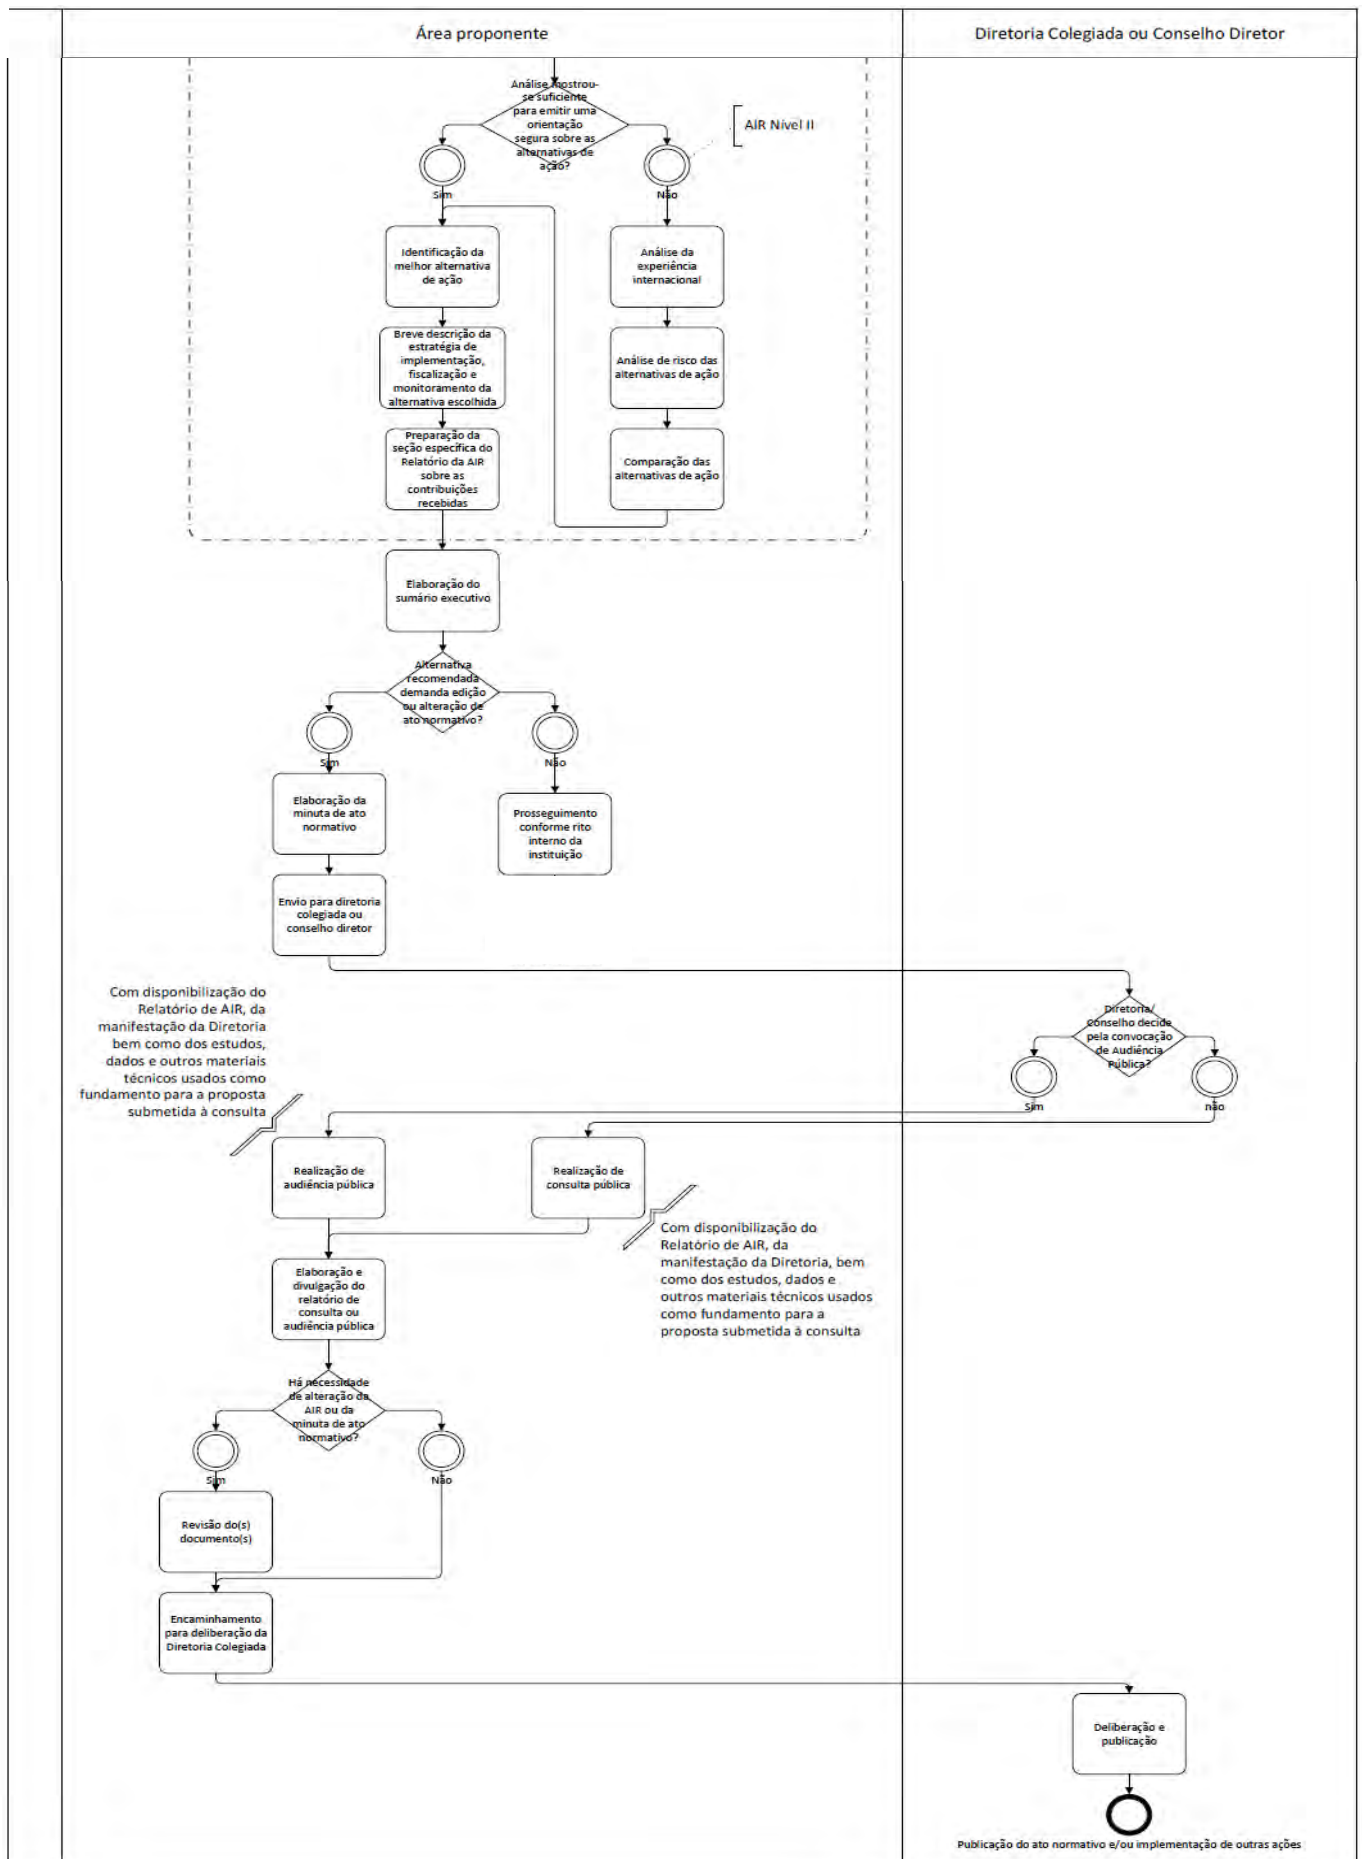 Área proponente
Diretoria Colegiada ou Conselho Diretor
Análise mostrou-
se suficiente
para emitir uma
orientação
segura sobre as
alternativas de
ação?
AIR Nível II
Sim
Não
Identificação da
melhor alternativa
de ação
Análise da
experiência
internacional
Breve descrição da
estratégia de
implementação,
fiscalização e
monitoramento da
alternativa escolhida
Análise de risco das
alternativas de ação
Preparação da
seção específica do
Relatório da AIR
sobre as
contribuições
recebidas
Comparação das
alternativas de ação
Elaboração do
sumário executivo
Alternativa
recomendada
demanda edição
ou alteração de
ato normativo?
Sim
Não
Elaboração da
minuta de ato
normativo
Prosseguimento
conforme rito
interno da
instituição
Envio para diretoria
colegiada ou
conselho diretor
Com disponibilização do
Relatório de AIR, da
manifestação da Diretoria
bem como dos estudos,
dados e outros materiais
técnicos usados como
fundamento para a proposta
submetida à consulta
Diretoria/
Conselho decide
pela convocação
de Audiência
Pública?
Sim
não
Realização de
audiência pública
Realização de
consulta pública
Com disponibilização do
Relatório de AIR, da
manifestação da Diretoria, bem
como dos estudos, dados e
outros materiais técnicos usados
como fundamento para a
proposta submetida à consulta
Elaboração e
divulgação do
relatório de
consulta ou
audiência pública
Há necessidade
de alteração da
AIR ou da
minuta de ato
normativo?
Sim
Não
Revisão do(s)
documento(s)
Encaminhamento
para deliberação da
Diretoria Colegiada
Deliberação e
publicação
Publicação do ato normativo e/ou implementação de outras ações